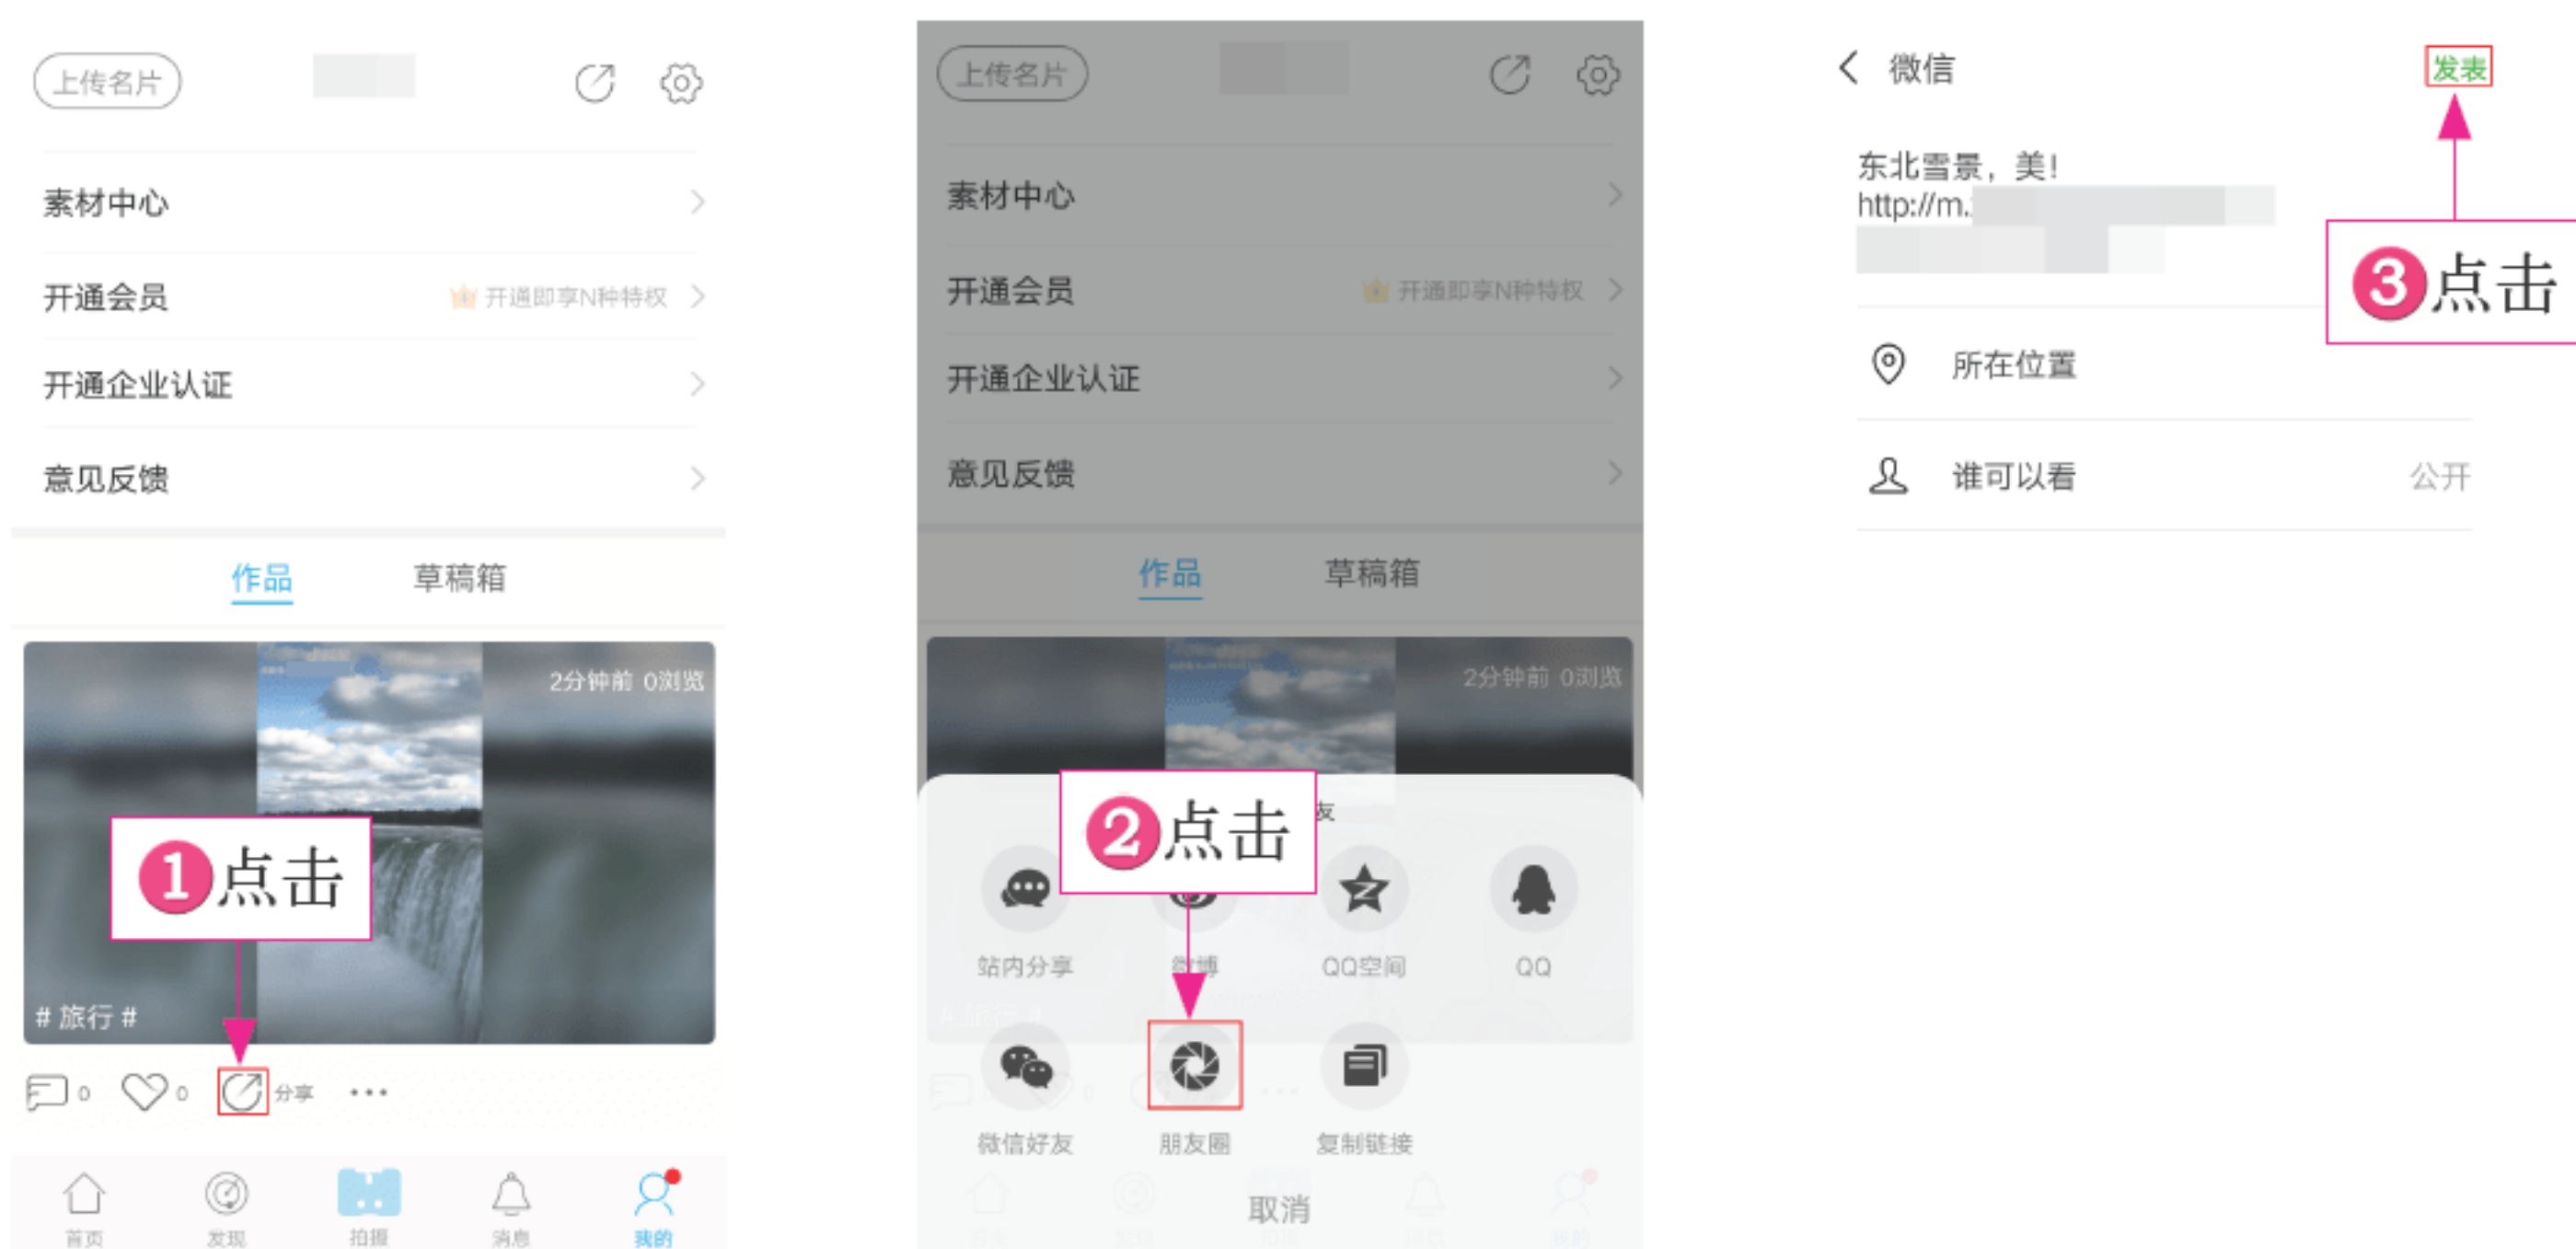 上传名片
素材中心
开通会员 开通即享N种特权
开通企业认证
意见反馈
作品 草稿箱
2分钟前 0浏览
1点击
# 旅行 #
0 0 分享
首页 发现 拍摄 消息 我的
上传名片
素材中心
开通会员 开通即享N种特权
开通企业认证
意见反馈
作品 草稿箱
2分钟前 0浏览
友
2点击
站内分享 微博 QQ空间 QQ
# 旅行 #
微信好友 朋友圈 复制链接
取消
微信 发表
东北雪景，美!
http://m.
3点击
所在位置
谁可以看 公开